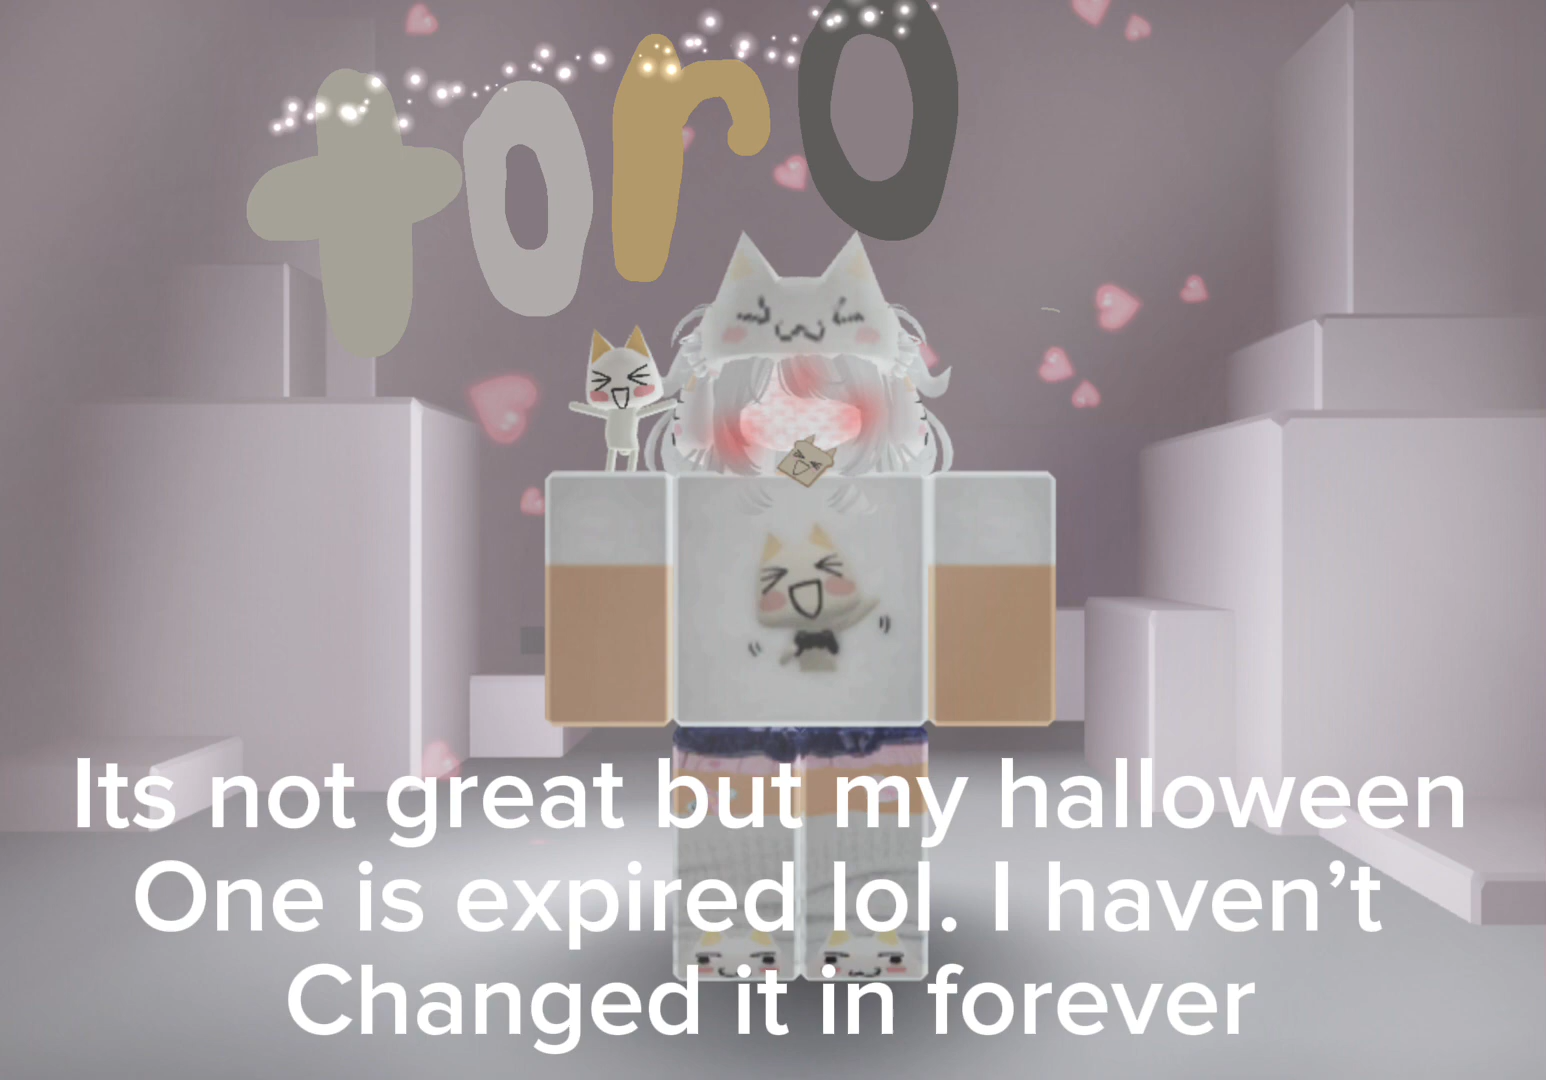 toro
Its not great but my halloween
One is expired lol. I haven’t
Changed it in forever